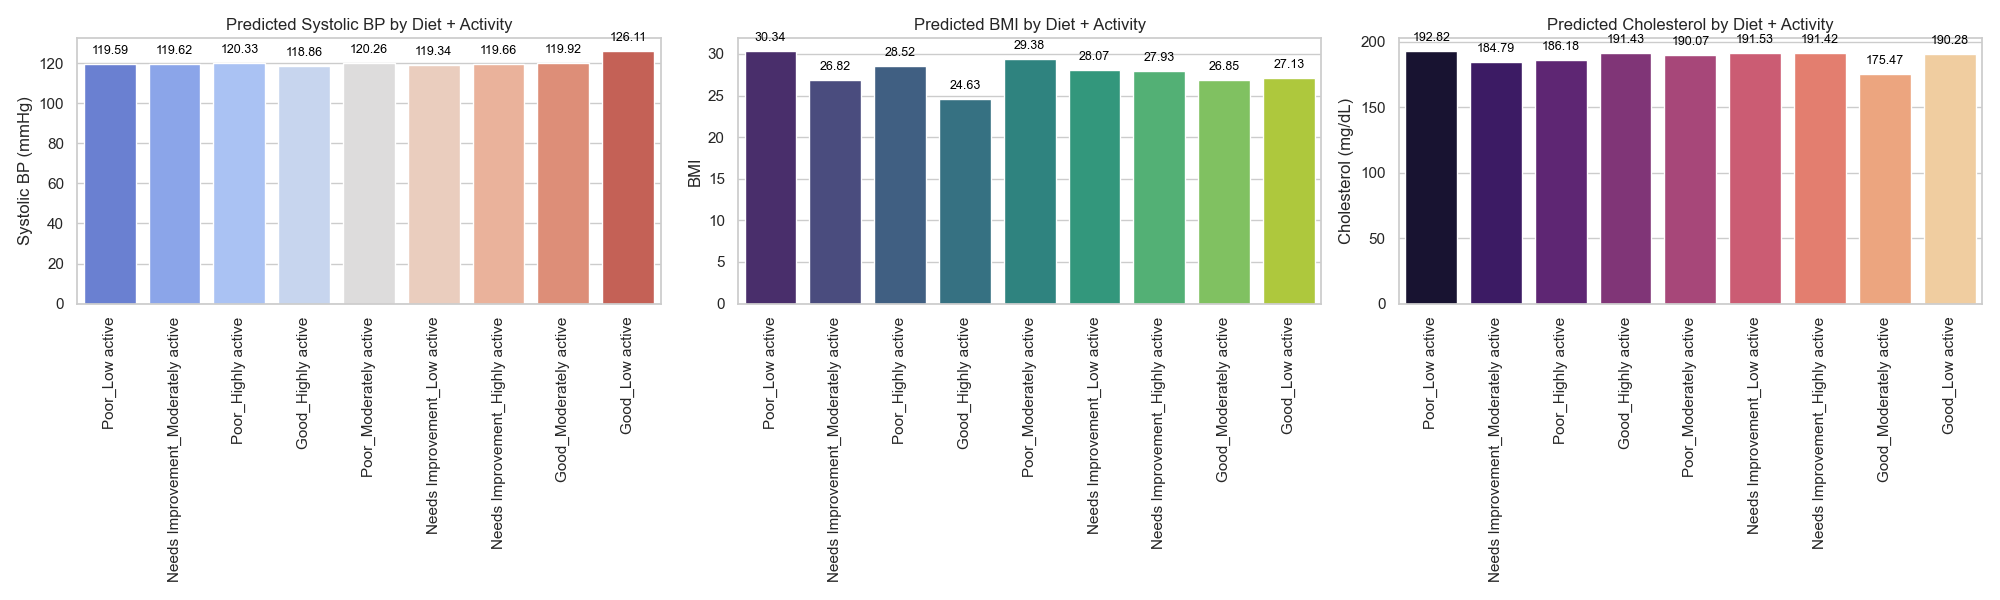 Predicted Systolic BP by Diet + Activity
Systolic BP (mmHg)
120
100
80
60
40
20
0
119.59
119.62
120.33
118.86
120.26
119.34
119.66
119.92
126.11
Poor_Low active
Needs Improvement_Moderately active
Poor_Highly active
Good_Highly active
Poor_Moderately active
Needs Improvement_Low active
Needs Improvement_Highly active
Good_Moderately active
Good_Low active
Predicted BMI by Diet + Activity
BMI
30
25
20
15
10
5
0
30.34
26.82
28.52
24.63
29.38
28.07
27.93
26.85
27.13
Poor_Low active
Needs Improvement_Moderately active
Poor_Highly active
Good_Highly active
Poor_Moderately active
Needs Improvement_Low active
Needs Improvement_Highly active
Good_Moderately active
Good_Low active
Predicted Cholesterol by Diet + Activity
Cholesterol (mg/dL)
200
150
100
50
0
192.82
184.79
186.18
191.43
190.07
191.53
191.42
175.47
190.28
Poor_Low active
Needs Improvement_Moderately active
Poor_Highly active
Good_Highly active
Poor_Moderately active
Needs Improvement_Low active
Needs Improvement_Highly active
Good_Moderately active
Good_Low active